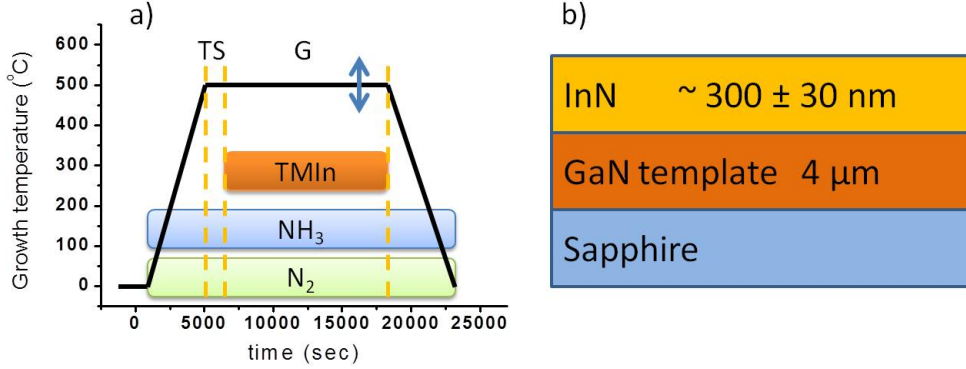 a)
TS G
600
500
400
300
200
100
0
Growth temperature (°C)
TMIn
NH₃
N₂
0 5000 10000 15000 20000 25000
time (sec)
b)
InN ~ 300 ± 30 nm
GaN template 4 µm
Sapphire